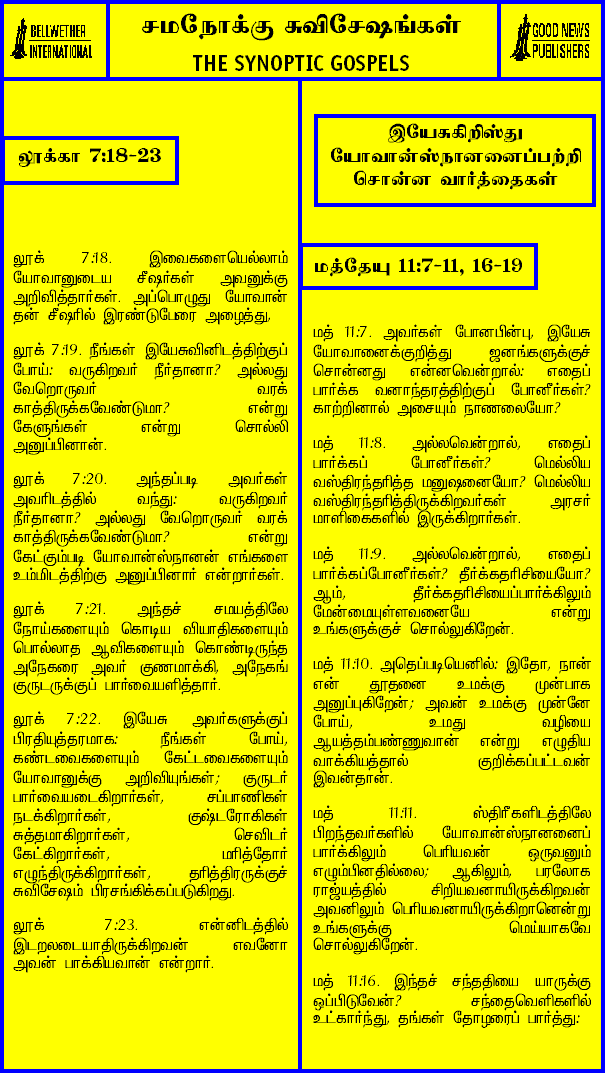 BELLWETHER
INTERNATIONAL
சமநோக்கு சுவிசேஷங்கள்
THE SYNOPTIC GOSPELS
GOOD NEWS
PUBLISHERS
லூக்கா 7:18-23
லூக் 7:18. இவைகளையெல்லாம்
யோவானுடைய சீஷர்கள் அவனுக்கு
அறிவித்தார்கள். அப்பொழுது யோவான்
தன் சீஷரில் இரண்டுபேரை அழைத்து,
லூக் 7:19. நீங்கள் இயேசுவினிடத்திற்குப்
போய்: வருகிறவர் நீர்தானா? அல்லது
வேறொருவர் வரக்
காத்திருக்கவேண்டுமா? என்று
கேளுங்கள் என்று சொல்லி
அனுப்பினான்.
லூக் 7:20. அந்தப்படி அவர்கள்
அவரிடத்தில் வந்து: வருகிறவர்
நீர்தானா? அல்லது வேறொருவர் வரக்
காத்திருக்கவேண்டுமா? என்று
கேட்கும்படி யோவான்ஸ்நானன் எங்களை
உம்மிடத்திற்கு அனுப்பினார் என்றார்கள்.
லூக் 7:21. அந்தச் சமயத்திலே
நோய்களையும் கொடிய வியாதிகளையும்
பொல்லாத ஆவிகளையும் கொண்டிருந்த
அநேகரை அவர் குணமாக்கி, அநேகங்
குருடருக்குப் பார்வையளித்தார்.
லூக் 7:22. இயேசு அவர்களுக்குப்
பிரதியுத்தரமாக: நீங்கள் போய்,
கண்டவைகளையும் கேட்டவைகளையும்
யோவானுக்கு அறிவியுங்கள்; குருடர்
பார்வையடைகிறார்கள், சப்பாணிகள்
நடக்கிறார்கள், குஷ்டரோகிகள்
சுத்தமாகிறார்கள், செவிடர்
கேட்கிறார்கள், மரித்தோர்
எழுந்திருக்கிறார்கள், தரித்திரருக்குச்
சுவிசேஷம் பிரசங்கிக்கப்படுகிறது.
லூக் 7:23. என்னிடத்தில்
இடறலடையாதிருக்கிறவன் எவனோ
அவன் பாக்கியவான் என்றார்.
இயேசுகிறிஸ்து
யோவான்ஸ்நானனைப்பற்றி
சொன்ன வார்த்தைகள்
மத்தேயு 11:7-11, 16-19
மத் 11:7. அவர்கள் போனபின்பு, இயேசு
யோவானைக்குறித்து ஜனங்களுக்குச்
சொன்னது என்னவென்றால்: எதைப்
பார்க்க வனாந்தரத்திற்குப் போனீர்கள்?
காற்றினால் அசையும் நாணலையோ?
மத் 11:8. அல்லவென்றால், எதைப்
பார்க்கப் போனீர்கள்? மெல்லிய
வஸ்திரந்தரித்த மனுஷனையோ? மெல்லிய
வஸ்திரந்தரித்திருக்கிறவர்கள் அரசர்
மாளிகைகளில் இருக்கிறார்கள்.
மத் 11:9. அல்லவென்றால், எதைப்
பார்க்கப்போனீர்கள்? தீர்க்கதரிசியையோ?
ஆம், தீர்க்கதரிசியைப்பார்க்கிலும்
மேன்மையுள்ளவனையே என்று
உங்களுக்குச் சொல்லுகிறேன்.
மத் 11:10. அதெப்படியெனில்: இதோ, நான்
என் தூதனை உமக்கு முன்பாக
அனுப்புகிறேன்; அவன் உமக்கு முன்னே
போய், உமது வழியை
ஆயத்தம்பண்ணுவான் என்று எழுதிய
வாக்கியத்தால் குறிக்கப்பட்டவன்
இவன்தான்.
மத் 11:11. ஸ்திரீகளிடத்திலே
பிறந்தவர்களில் யோவான்ஸ்நானனைப்
பார்க்கிலும் பெரியவன் ஒருவனும்
எழும்பினதில்லை; ஆகிலும், பரலோக
ராஜ்யத்தில் சிறியவனாயிருக்கிறவன்
அவனிலும் பெரியவனாயிருக்கிறானென்று
உங்களுக்கு மெய்யாகவே
சொல்லுகிறேன்.
மத் 11:16. இந்தச் சந்ததியை யாருக்கு
ஒப்பிடுவேன்? சந்தைவெளிகளில்
உட்கார்ந்து, தங்கள் தோழரைப் பார்த்து: